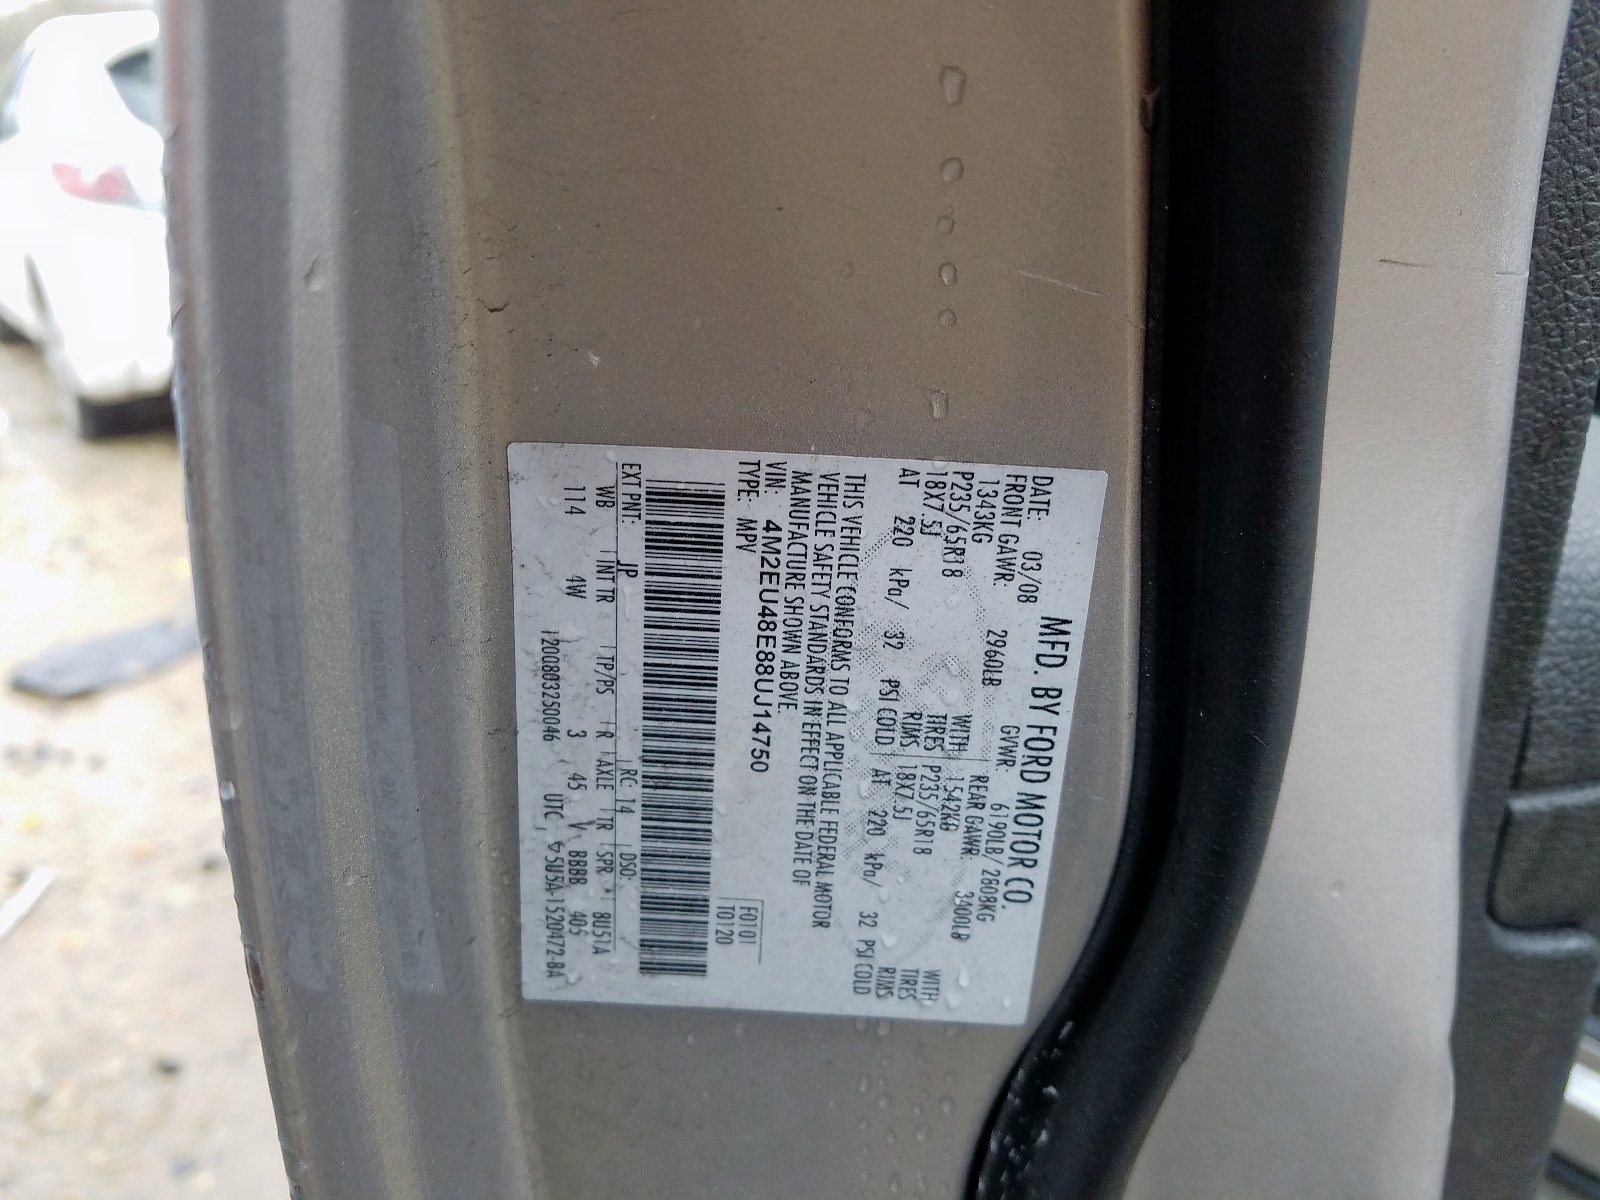 MFD. BY FORD MOTOR CO.
DATE: 03/08 GVWR: 6190LB/ 2808KG
FRONT GAWR: 2960LB REAR GAWR: 3400LB
1343KG WITH 1542KG WITH
P235/65R18 TIRES P235/65R18 TIRES
18X7.5J RIMS 18X7.5J RIMS
AT 220 kPa/ 32 PSI COLD AT 220 kPa/ 32 PSI COLD
THIS VEHICLE CONFORMS TO ALL APPLICABLE FEDERAL MOTOR
VEHICLE SAFETY STANDARDS IN EFFECT ON THE DATE OF
MANUFACTURE SHOWN ABOVE.
VIN: 4M2EU48E88UJ14750 F0101
TYPE: MPV T0120
EXT PNT: JP RC: 14 DSO:
WB INT TR TP/PS R AXLE TR SPR 8U51A
114 4W 3 45 V BBBB 405
1200803250046 UTC 5U5A-1520472-BA